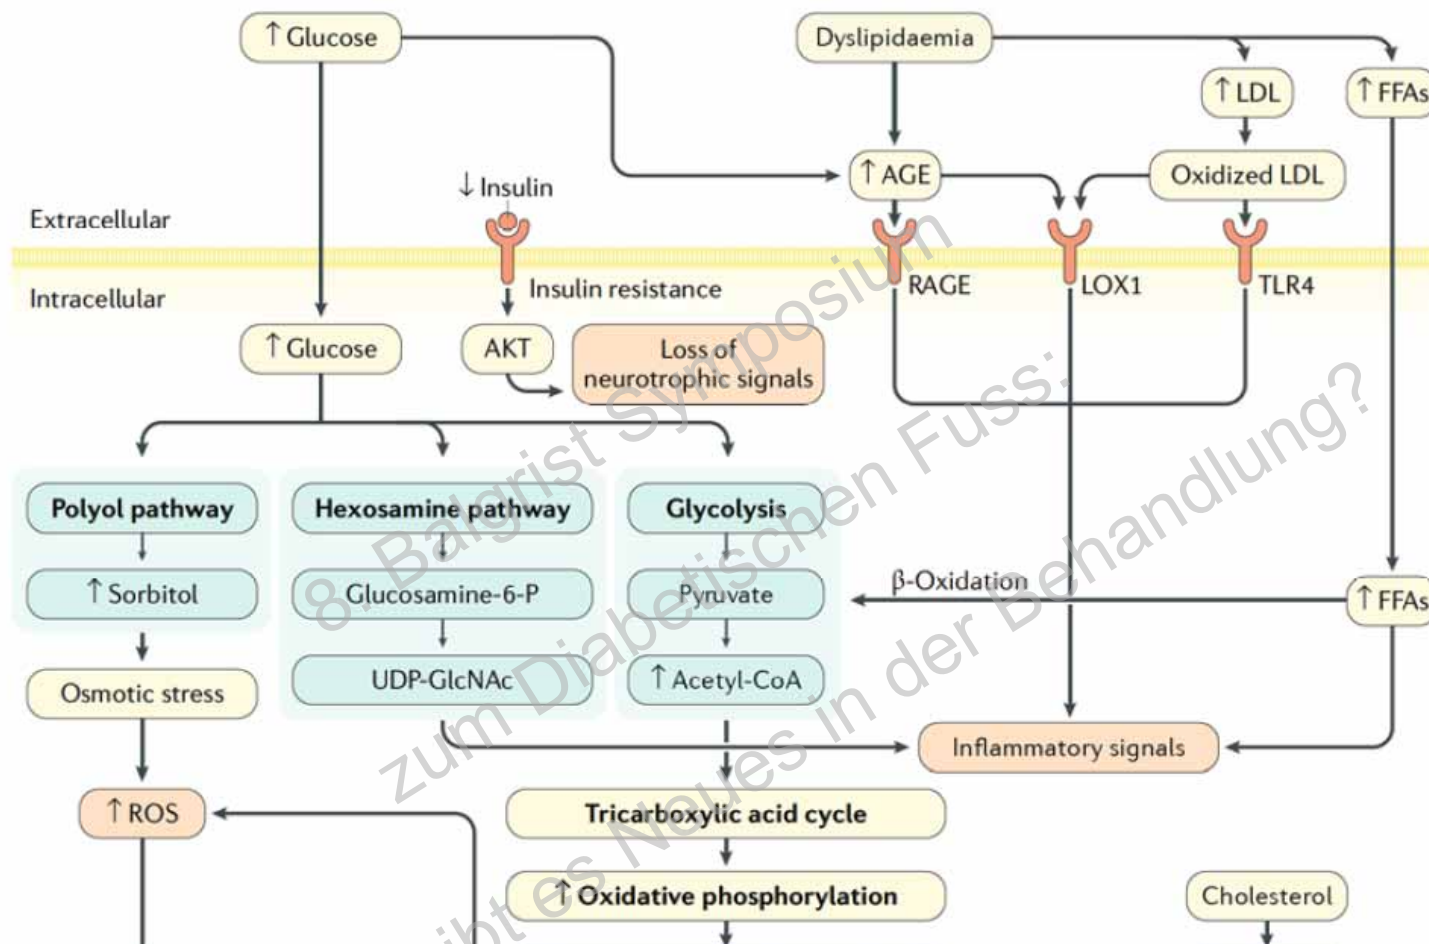 ↑ Glucose
Dyslipidaemia
↑ LDL
↑ FFAs
↑ AGE
Oxidized LDL
↓ Insulin
Extracellular
Intracellular
Insulin resistance
RAGE
LOX1
TLR4
↑ Glucose
AKT
Loss of
neurotrophic signals
Polyol pathway
Hexosamine pathway
Glycolysis
↑ Sorbitol
Glucosamine-6-P
Pyruvate
β-Oxidation
↑ FFAs
Osmotic stress
UDP-GlcNAc
↑ Acetyl-CoA
Inflammatory signals
↑ ROS
Tricarboxylic acid cycle
↑ Oxidative phosphorylation
Cholesterol
8. Balgrist Symposium
zum Diabetischen Fuss:
es Neues in der Behandlung?